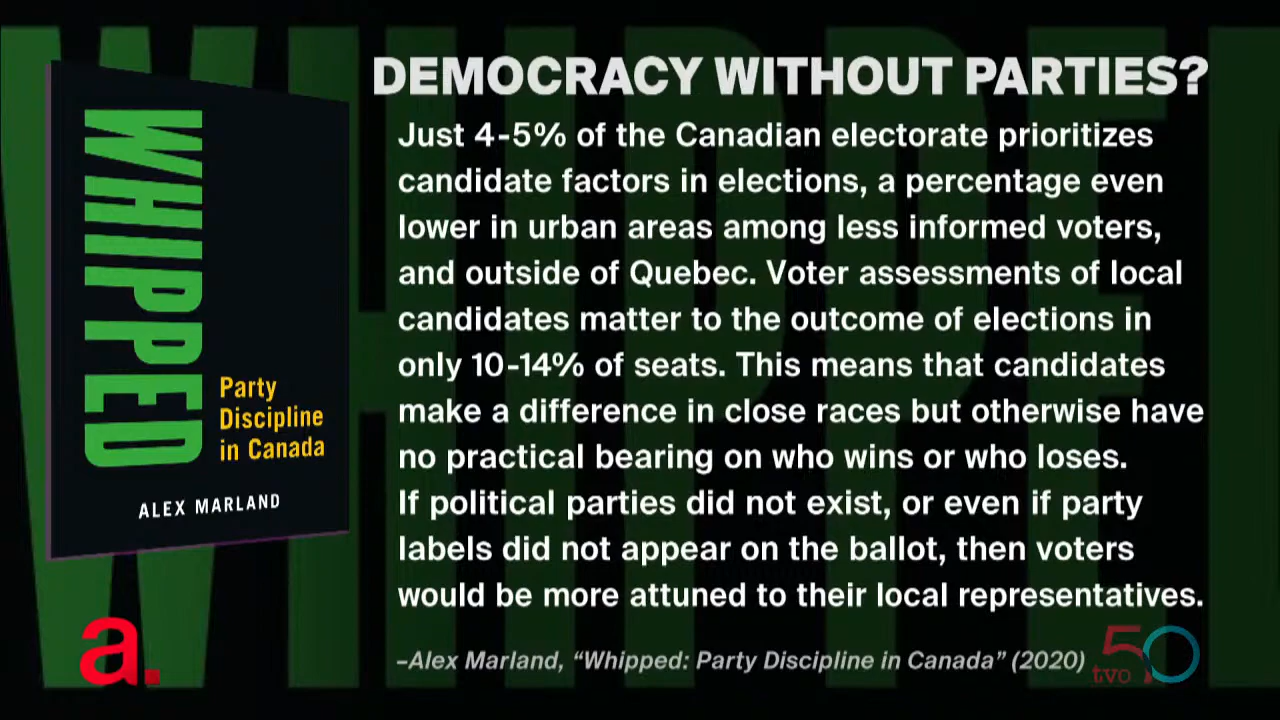 DEMOCRACY WITHOUT PARTIES?
Just 4-5% of the Canadian electorate prioritizes
candidate factors in elections, a percentage even
lower in urban areas among less informed voters,
and outside of Quebec. Voter assessments of local
candidates matter to the outcome of elections in
only 10-14% of seats. This means that candidates
make a difference in close races but otherwise have
no practical bearing on who wins or who loses.
If political parties did not exist, or even if party
labels did not appear on the ballot, then voters
would be more attuned to their local representatives.
–Alex Marland, “Whipped: Party Discipline in Canada” (2020)
WHIPPED
Party
Discipline
in Canada
ALEX MARLAND
a.
50
tvo